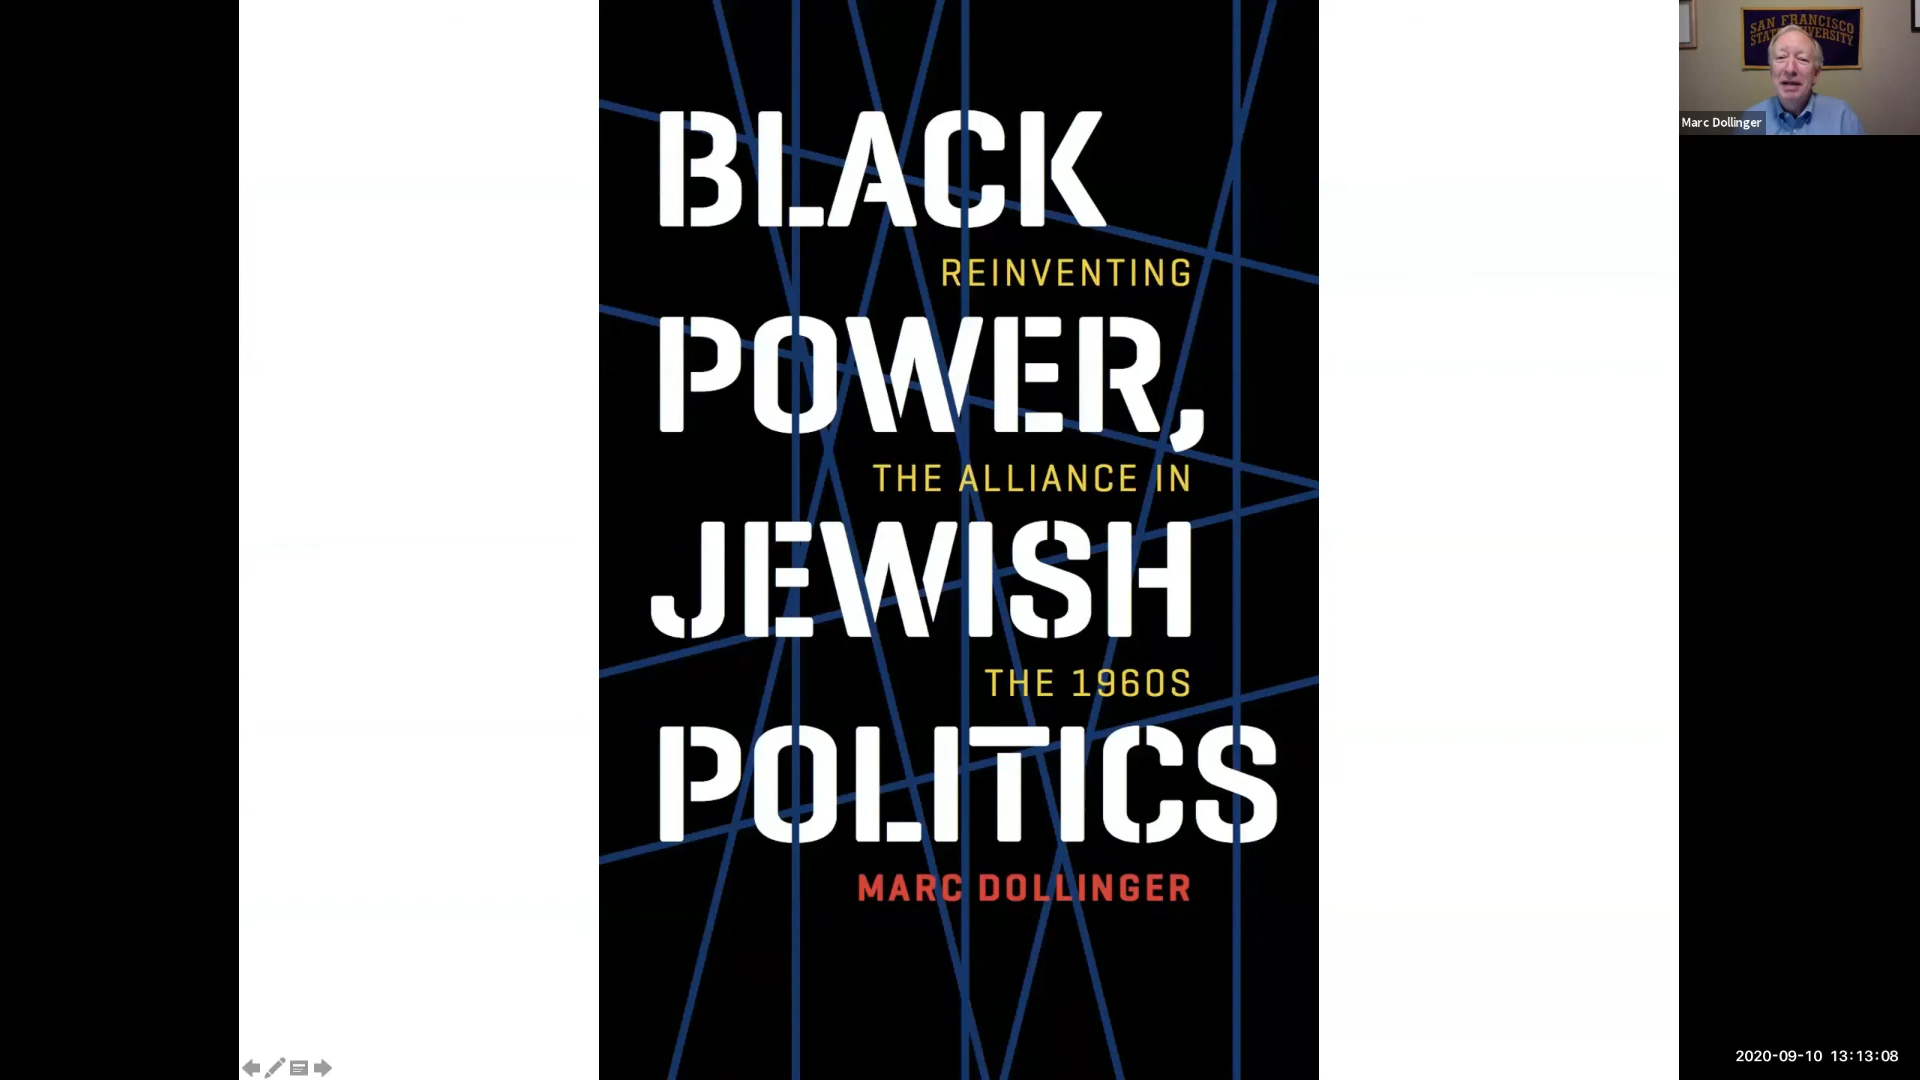 BLACK
REINVENTING
POWER,
THE ALLIANCE IN
JEWISH
THE 1960S
POLITICS
MARC DOLLINGER
SAN FRANCISCO
STATE UNIVERSITY
Marc Dollinger
2020-09-10 13:13:08